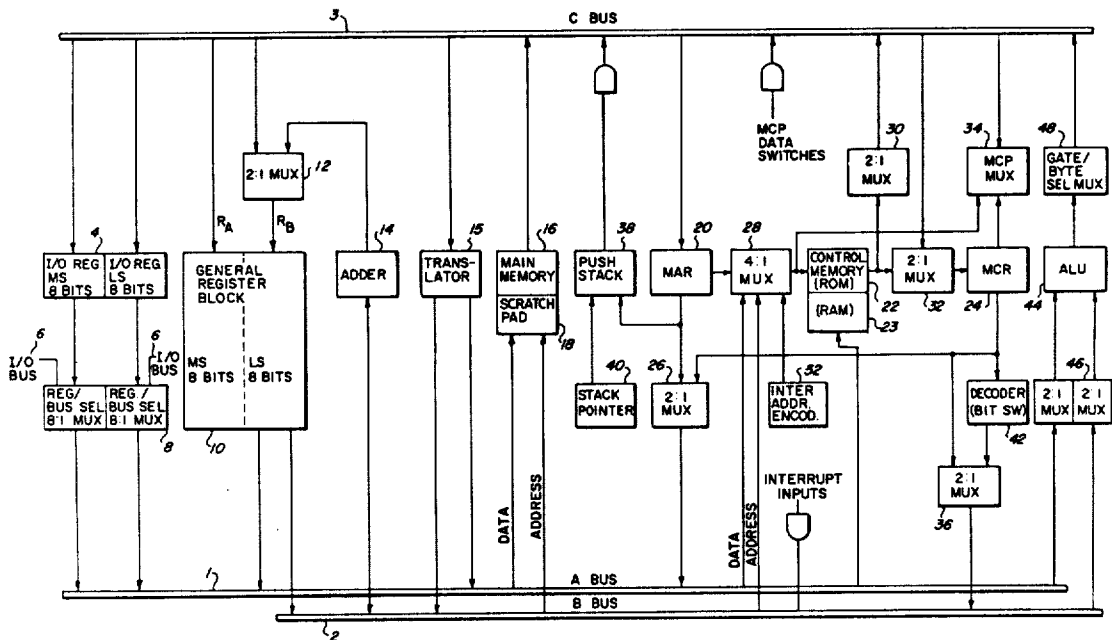 3
C BUS
MCP
DATA
SWITCHES
30
2:1
MUX
34
MCP
MUX
48
GATE/
BYTE
SEL MUX
2:1 MUX
12
RA
RB
4
I/O REG
MS
8 BITS
I/O REG
LS
8 BITS
GENERAL
REGISTER
BLOCK
MS
8 BITS
LS
8 BITS
10
14
ADDER
15
TRANS-
LATOR
16
MAIN
MEMORY
SCRATCH
PAD
18
38
PUSH
STACK
20
MAR
28
4:1
MUX
CONTROL
MEMORY
(ROM)
22
(RAM)
23
2:1
MUX
32
MCR
24
ALU
44
6
I/O
BUS
6
I/O
BUS
REG/
BUS SEL
8:1 MUX
REG/
BUS SEL
8:1 MUX
8
40
STACK
POINTER
26
2:1
MUX
52
INTER
ADDR.
ENCOD.
DECODER
(BIT SW)
42
46
2:1
MUX
2:1
MUX
2:1
MUX
36
INTERRUPT
INPUTS
DATA
ADDRESS
DATA
ADDRESS
1
A BUS
B BUS
2